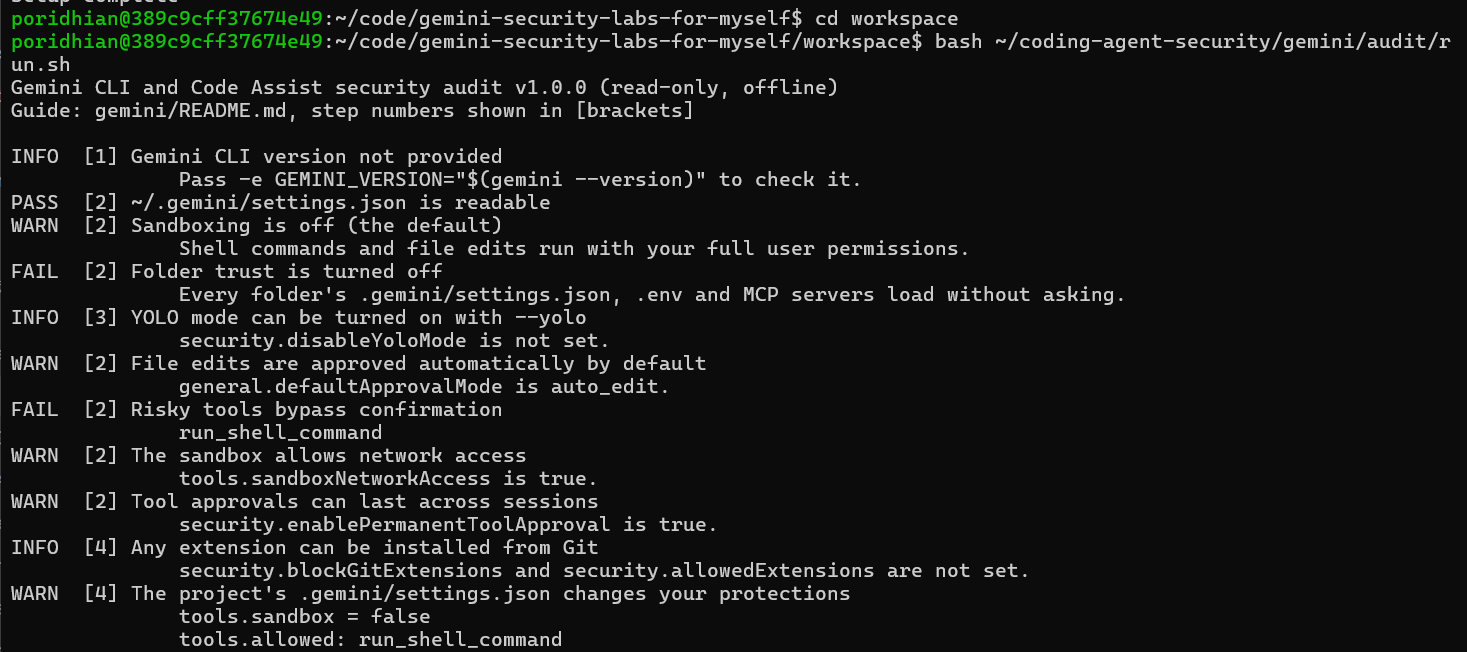 Setup complete
poridhian@389c9cff37674e49:~/code/gemini-security-labs-for-myself$ cd workspace
poridhian@389c9cff37674e49:~/code/gemini-security-labs-for-myself/workspace$ bash ~/coding-agent-security/gemini/audit/r
un.sh
Gemini CLI and Code Assist security audit v1.0.0 (read-only, offline)
Guide: gemini/README.md, step numbers shown in [brackets]
INFO  [1] Gemini CLI version not provided
              Pass -e GEMINI_VERSION="$(gemini --version)" to check it.
PASS  [2] ~/.gemini/settings.json is readable
WARN  [2] Sandboxing is off (the default)
              Shell commands and file edits run with your full user permissions.
FAIL  [2] Folder trust is turned off
              Every folder's .gemini/settings.json, .env and MCP servers load without asking.
INFO  [3] YOLO mode can be turned on with --yolo
              security.disableYoloMode is not set.
WARN  [2] File edits are approved automatically by default
              general.defaultApprovalMode is auto_edit.
FAIL  [2] Risky tools bypass confirmation
              run_shell_command
WARN  [2] The sandbox allows network access
              tools.sandboxNetworkAccess is true.
WARN  [2] Tool approvals can last across sessions
              security.enablePermanentToolApproval is true.
INFO  [4] Any extension can be installed from Git
              security.blockGitExtensions and security.allowedExtensions are not set.
WARN  [4] The project's .gemini/settings.json changes your protections
              tools.sandbox = false
              tools.allowed: run_shell_command